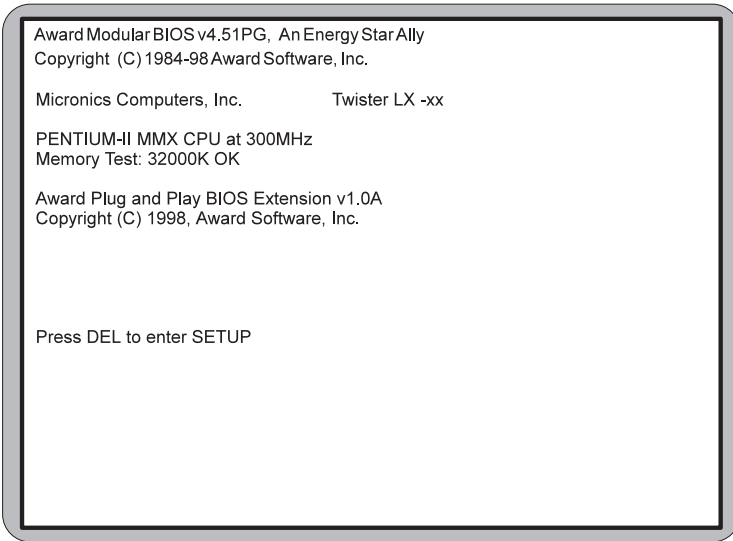 Award Modular BIOS v4.51PG, An Energy Star Ally
Copyright (C) 1984-98 Award Software, Inc.
Micronics Computers, Inc. Twister LX -xx
PENTIUM-II MMX CPU at 300MHz
Memory Test: 32000K OK
Award Plug and Play BIOS Extension v1.0A
Copyright (C) 1998, Award Software, Inc.
Press DEL to enter SETUP